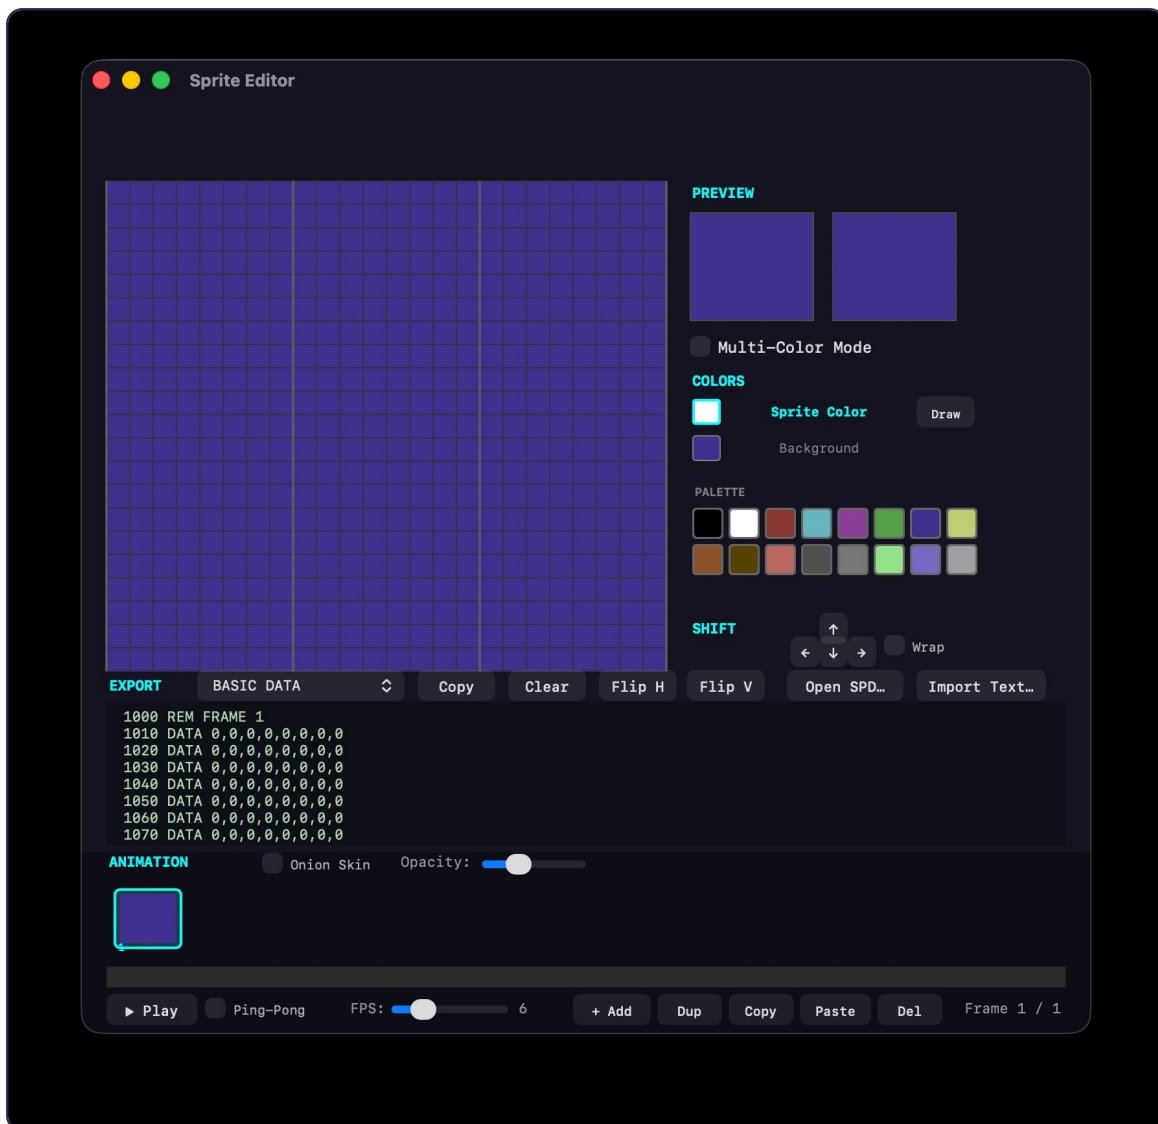 Sprite Editor
PREVIEW
Multi-Color Mode
COLORS
Sprite Color Draw
Background
PALETTE
SHIFT ↑
← ↓ → Wrap
EXPORT BASIC DATA Copy Clear Flip H Flip V Open SPD… Import Text…
1000 REM FRAME 1
1010 DATA 0,0,0,0,0,0,0,0
1020 DATA 0,0,0,0,0,0,0,0
1030 DATA 0,0,0,0,0,0,0,0
1040 DATA 0,0,0,0,0,0,0,0
1050 DATA 0,0,0,0,0,0,0,0
1060 DATA 0,0,0,0,0,0,0,0
1070 DATA 0,0,0,0,0,0,0,0
ANIMATION Onion Skin Opacity:
1
▶ Play Ping-Pong FPS: 6 + Add Dup Copy Paste Del Frame 1 / 1